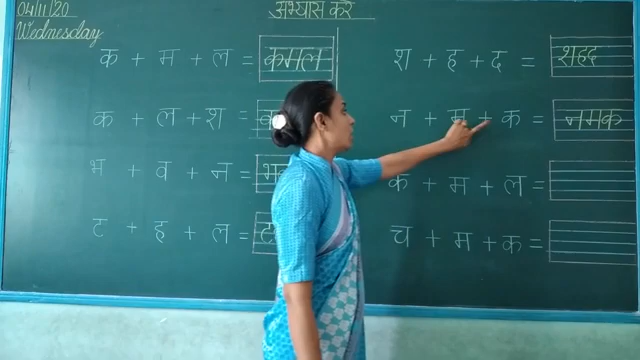 04/11/20
Wednesday
अभ्यास करे
क + म + ल = कमल
क + ल + श =
भ + व + न = भ
ट + ह + ल = ट
श + ह + द = शहद
न + म + क = नमक
क + म + ल =
च + म + क =